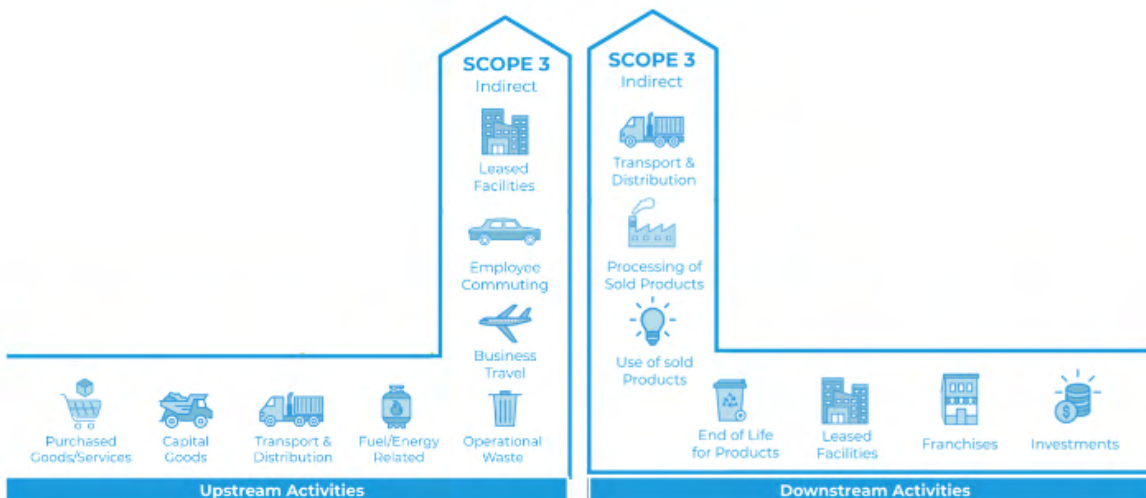 SCOPE 3
Indirect
Leased
Facilities
Employee
Commuting
Business
Travel
Purchased
Goods/Services
Capital
Goods
Transport &
Distribution
Fuel/Energy
Related
Operational
Waste
Upstream Activities
SCOPE 3
Indirect
Transport &
Distribution
Processing of
Sold Products
Use of sold
Products
End of Life
for Products
Leased
Facilities
Franchises
Investments
Downstream Activities